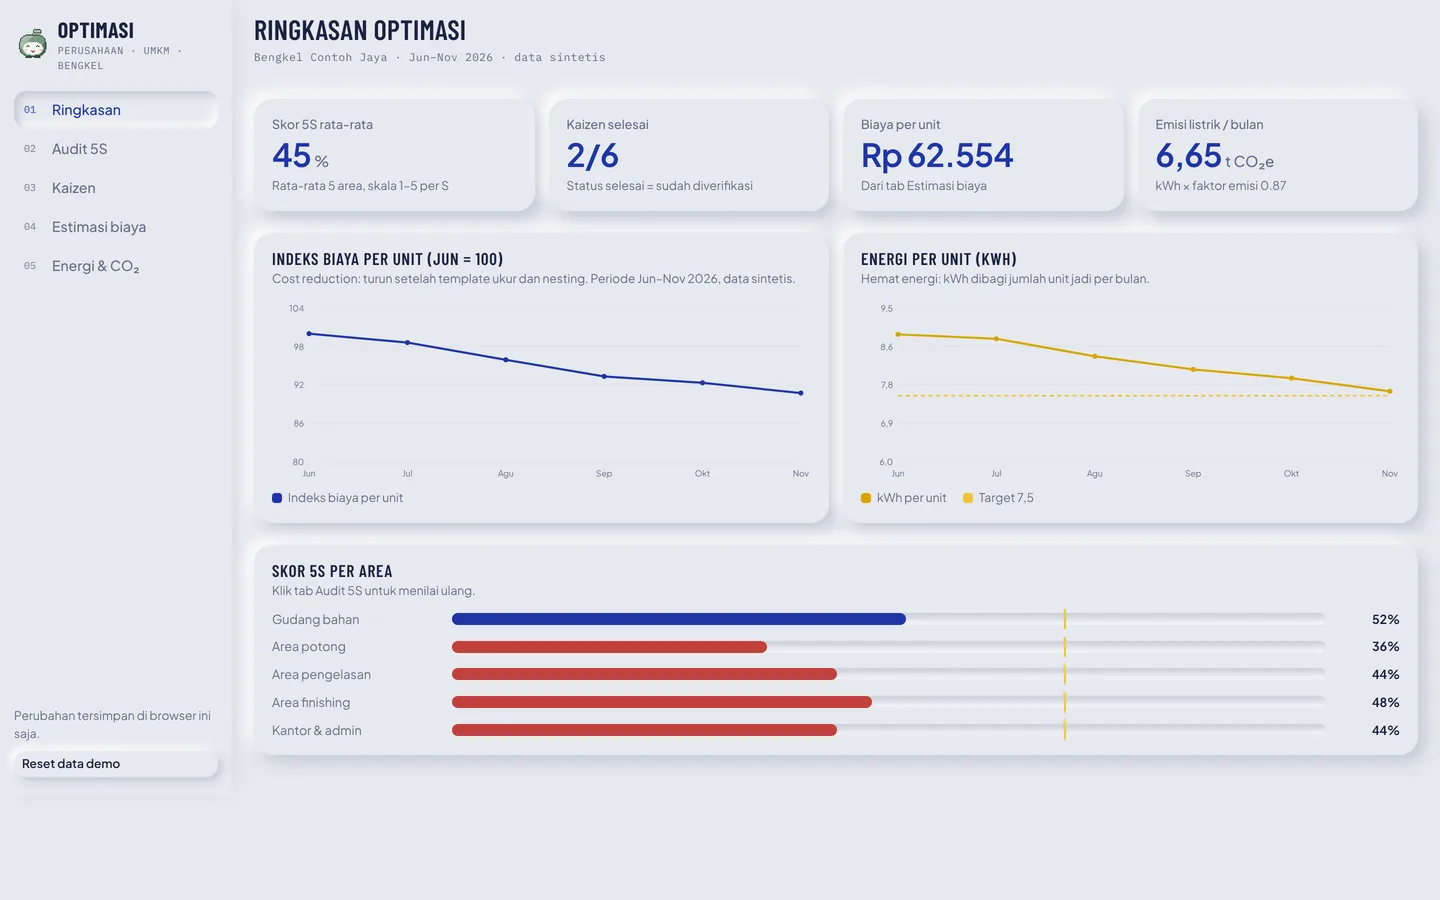 OPTIMASI
PERUSAHAAN · UMKM ·
BENGKEL
01 Ringkasan
02 Audit 5S
03 Kaizen
04 Estimasi biaya
05 Energi & CO₂
Perubahan tersimpan di browser ini
saja.
Reset data demo
RINGKASAN OPTIMASI
Bengkel Contoh Jaya · Jun–Nov 2026 · data sintetis
Skor 5S rata-rata
45 %
Rata-rata 5 area, skala 1–5 per S
Kaizen selesai
2/6
Status selesai = sudah diverifikasi
Biaya per unit
Rp 62.554
Dari tab Estimasi biaya
Emisi listrik / bulan
6,65 t CO₂e
kWh × faktor emisi 0.87
INDEKS BIAYA PER UNIT (JUN = 100)
Cost reduction: turun setelah template ukur dan nesting. Periode Jun–Nov 2026, data sintetis.
104
98
92
86
80
Jun Jul Agu Sep Okt Nov
Indeks biaya per unit
ENERGI PER UNIT (KWH)
Hemat energi: kWh dibagi jumlah unit jadi per bulan.
9,5
8,6
7,8
6,9
6,0
Jun Jul Agu Sep Okt Nov
kWh per unit Target 7,5
SKOR 5S PER AREA
Klik tab Audit 5S untuk menilai ulang.
Gudang bahan 52%
Area potong 36%
Area pengelasan 44%
Area finishing 48%
Kantor & admin 44%